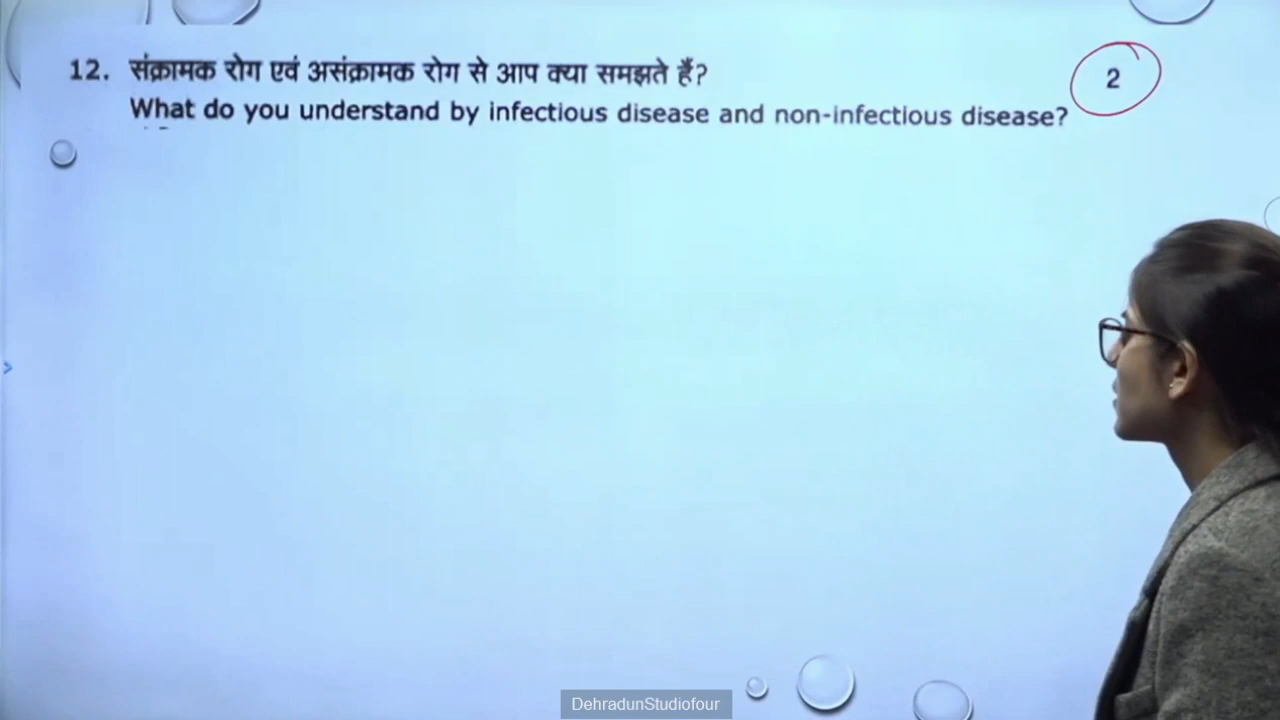 12. संक्रामक रोग एवं असंक्रामक रोग से आप क्या समझते हैं?
2
What do you understand by infectious disease and non-infectious disease?
DehradunStudiofour